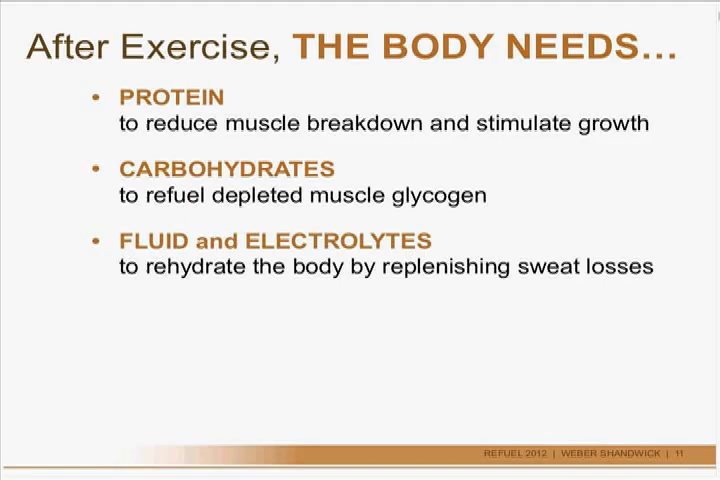 After Exercise, THE BODY NEEDS…
• PROTEIN
to reduce muscle breakdown and stimulate growth
• CARBOHYDRATES
to refuel depleted muscle glycogen
• FLUID and ELECTROLYTES
to rehydrate the body by replenishing sweat losses
REFUEL 2012 | WEBER SHANDWICK | 11